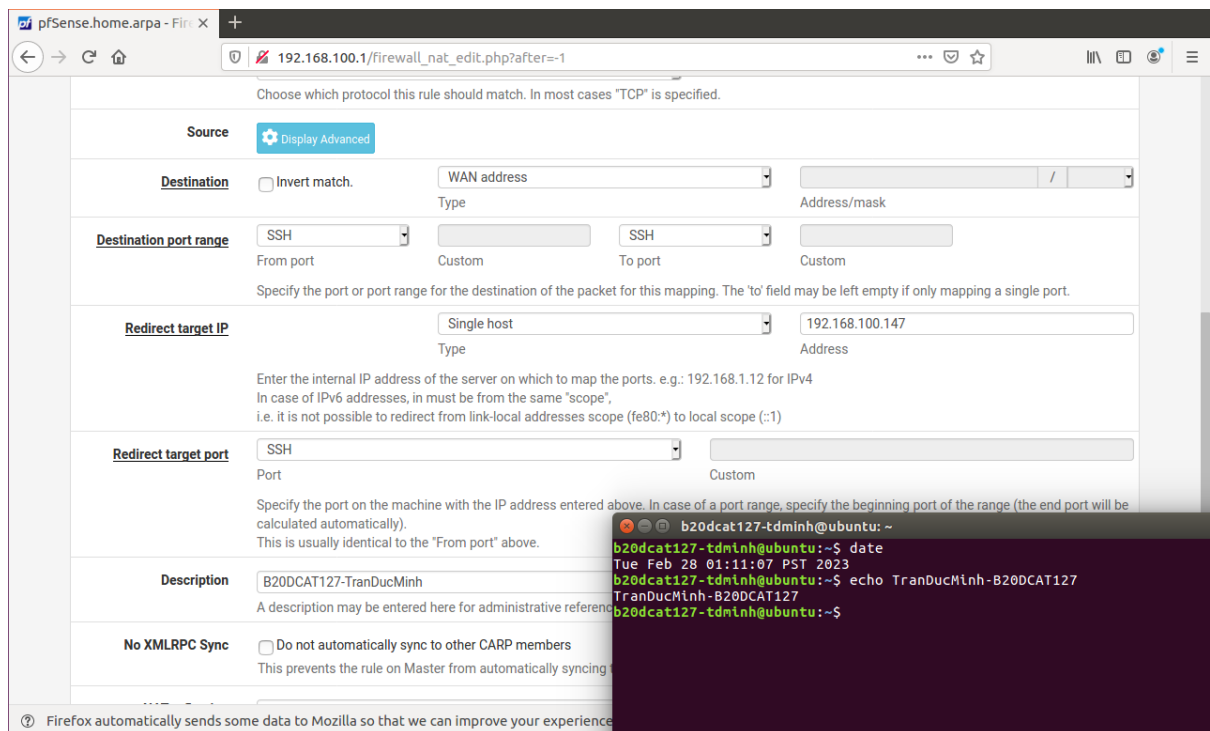 pfSense.home.arpa - Fire
192.168.100.1/firewall_nat_edit.php?after=-1
Choose which protocol this rule should match. In most cases "TCP" is specified.
Source
Display Advanced
Destination
Invert match.
WAN address
/
Type
Address/mask
Destination port range
SSH
SSH
From port
Custom
To port
Custom
Specify the port or port range for the destination of the packet for this mapping. The 'to' field may be left empty if only mapping a single port.
Redirect target IP
Single host
192.168.100.147
Type
Address
Enter the internal IP address of the server on which to map the ports. e.g.: 192.168.1.12 for IPv4
In case of IPv6 addresses, in must be from the same "scope",
i.e. it is not possible to redirect from link-local addresses scope (fe80:*) to local scope (::1)
Redirect target port
SSH
Port
Custom
Specify the port on the machine with the IP address entered above. In case of a port range, specify the beginning port of the range (the end port will be
calculated automatically).
This is usually identical to the "From port" above.
Description
B20DCAT127-TranDucMinh
A description may be entered here for administrative referenc
No XMLRPC Sync
Do not automatically sync to other CARP members
This prevents the rule on Master from automatically syncing
Firefox automatically sends some data to Mozilla so that we can improve your experience
b20dcat127-tdminh@ubuntu: ~
b20dcat127-tdminh@ubuntu:~$ date
Tue Feb 28 01:11:07 PST 2023
b20dcat127-tdminh@ubuntu:~$ echo TranDucMinh-B20DCAT127
TranDucMinh-B20DCAT127
b20dcat127-tdminh@ubuntu:~$